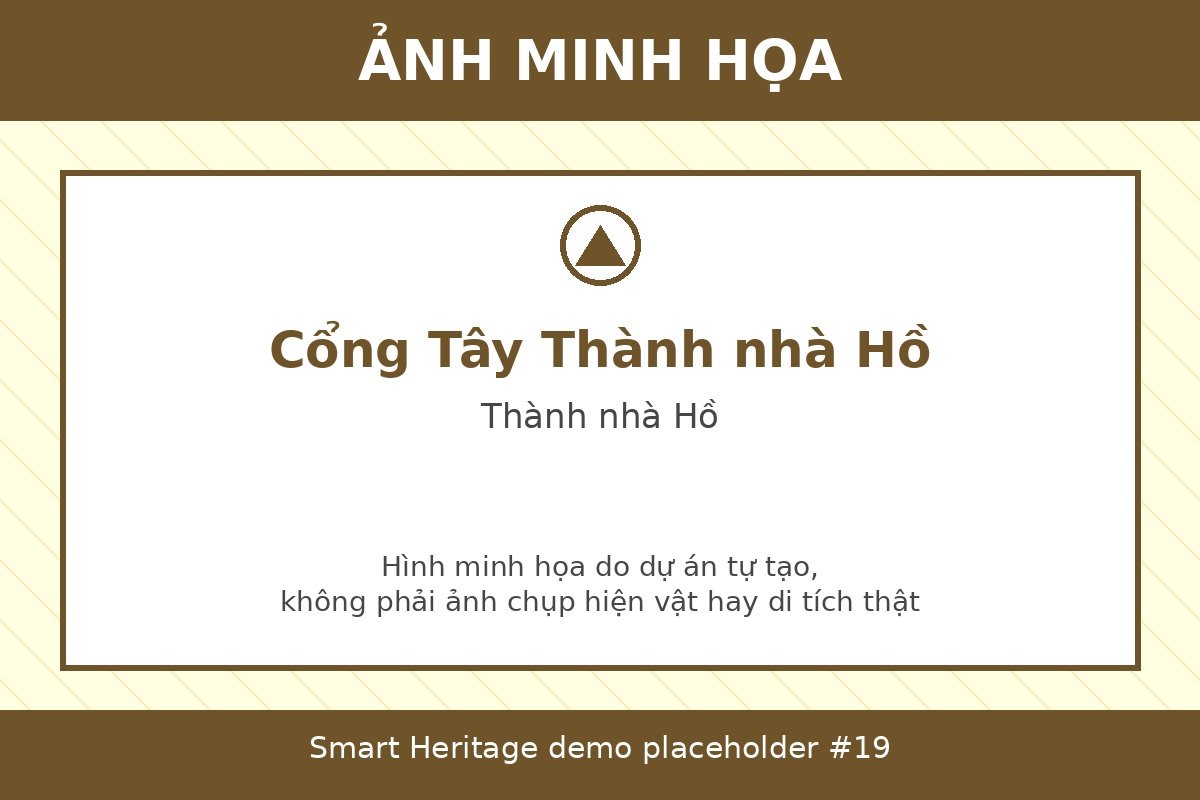 ẢNH MINH HỌA
Cổng Tây Thành nhà Hồ
Thành nhà Hồ
Hình minh họa do dự án tự tạo,
không phải ảnh chụp hiện vật hay di tích thật
Smart Heritage demo placeholder #19